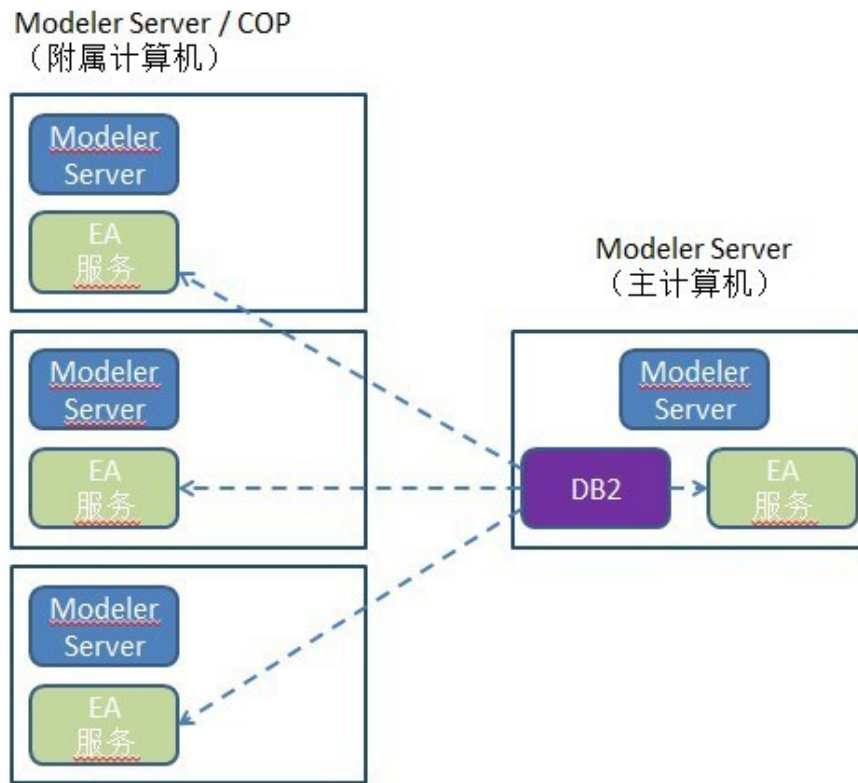 Modeler Server / COP
（附属计算机）
Modeler
Server
EA
服务
Modeler
Server
EA
服务
Modeler
Server
EA
服务
Modeler Server
（主计算机）
Modeler
Server
DB2
EA
服务